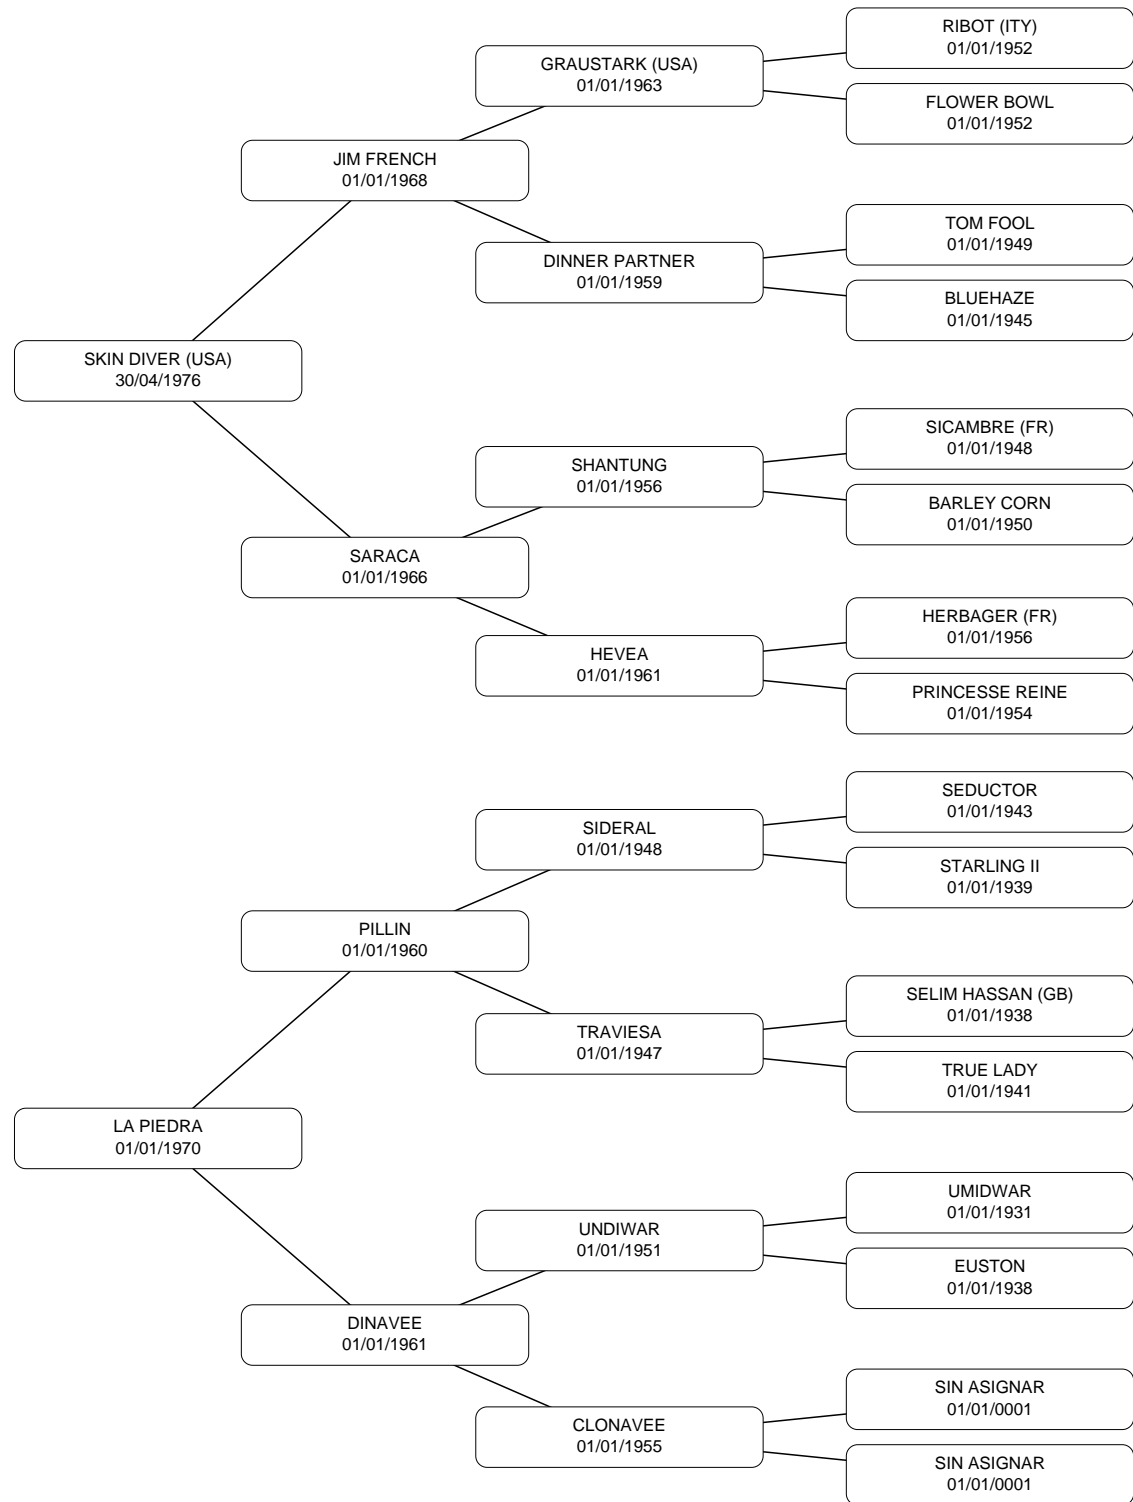 RIBOT (ITY)
01/01/1952
GRAUSTARK (USA)
01/01/1963
FLOWER BOWL
01/01/1952
JIM FRENCH
01/01/1968
TOM FOOL
01/01/1949
DINNER PARTNER
01/01/1959
BLUEHAZE
01/01/1945
SKIN DIVER (USA)
30/04/1976
SICAMBRE (FR)
01/01/1948
SHANTUNG
01/01/1956
BARLEY CORN
01/01/1950
SARACA
01/01/1966
HERBAGER (FR)
01/01/1956
HEVEA
01/01/1961
PRINCESSE REINE
01/01/1954
SEDUCTOR
01/01/1943
SIDERAL
01/01/1948
STARLING II
01/01/1939
PILLIN
01/01/1960
SELIM HASSAN (GB)
01/01/1938
TRAVIESA
01/01/1947
TRUE LADY
01/01/1941
LA PIEDRA
01/01/1970
UMIDWAR
01/01/1931
UNDIWAR
01/01/1951
EUSTON
01/01/1938
DINAVEE
01/01/1961
SIN ASIGNAR
01/01/0001
CLONAVEE
01/01/1955
SIN ASIGNAR
01/01/0001